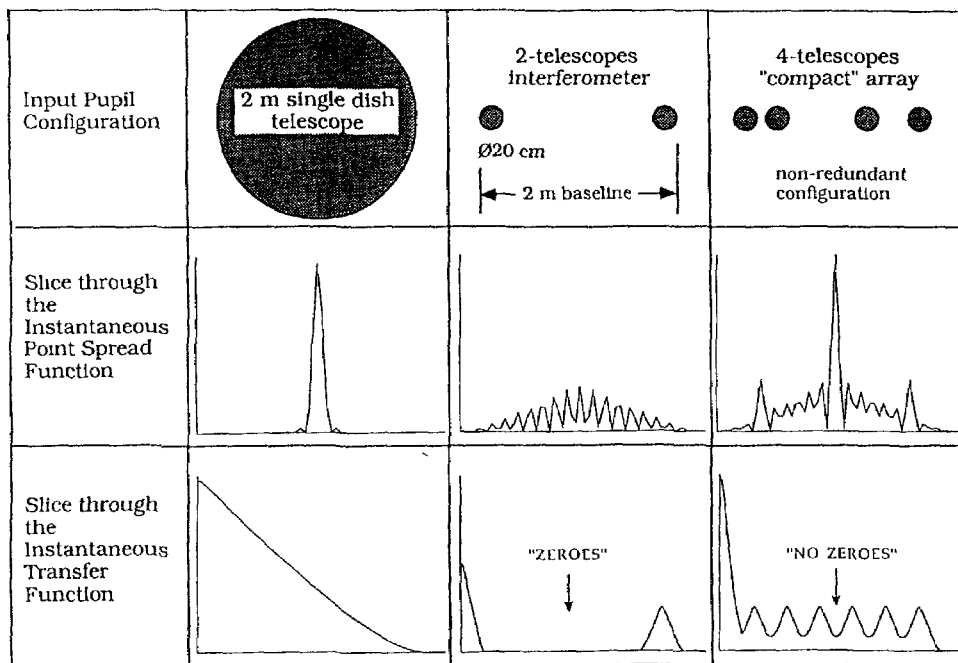 Input Pupil
Configuration
2 m single dish
telescope
2-telescopes
interferometer
Ø20 cm
2 m baseline
4-telescopes
"compact" array
non-redundant
configuration
Slice through
the
Instantaneous
Point Spread
Function
Slice through
the
Instantaneous
Transfer
Function
"ZEROES"
"NO ZEROES"